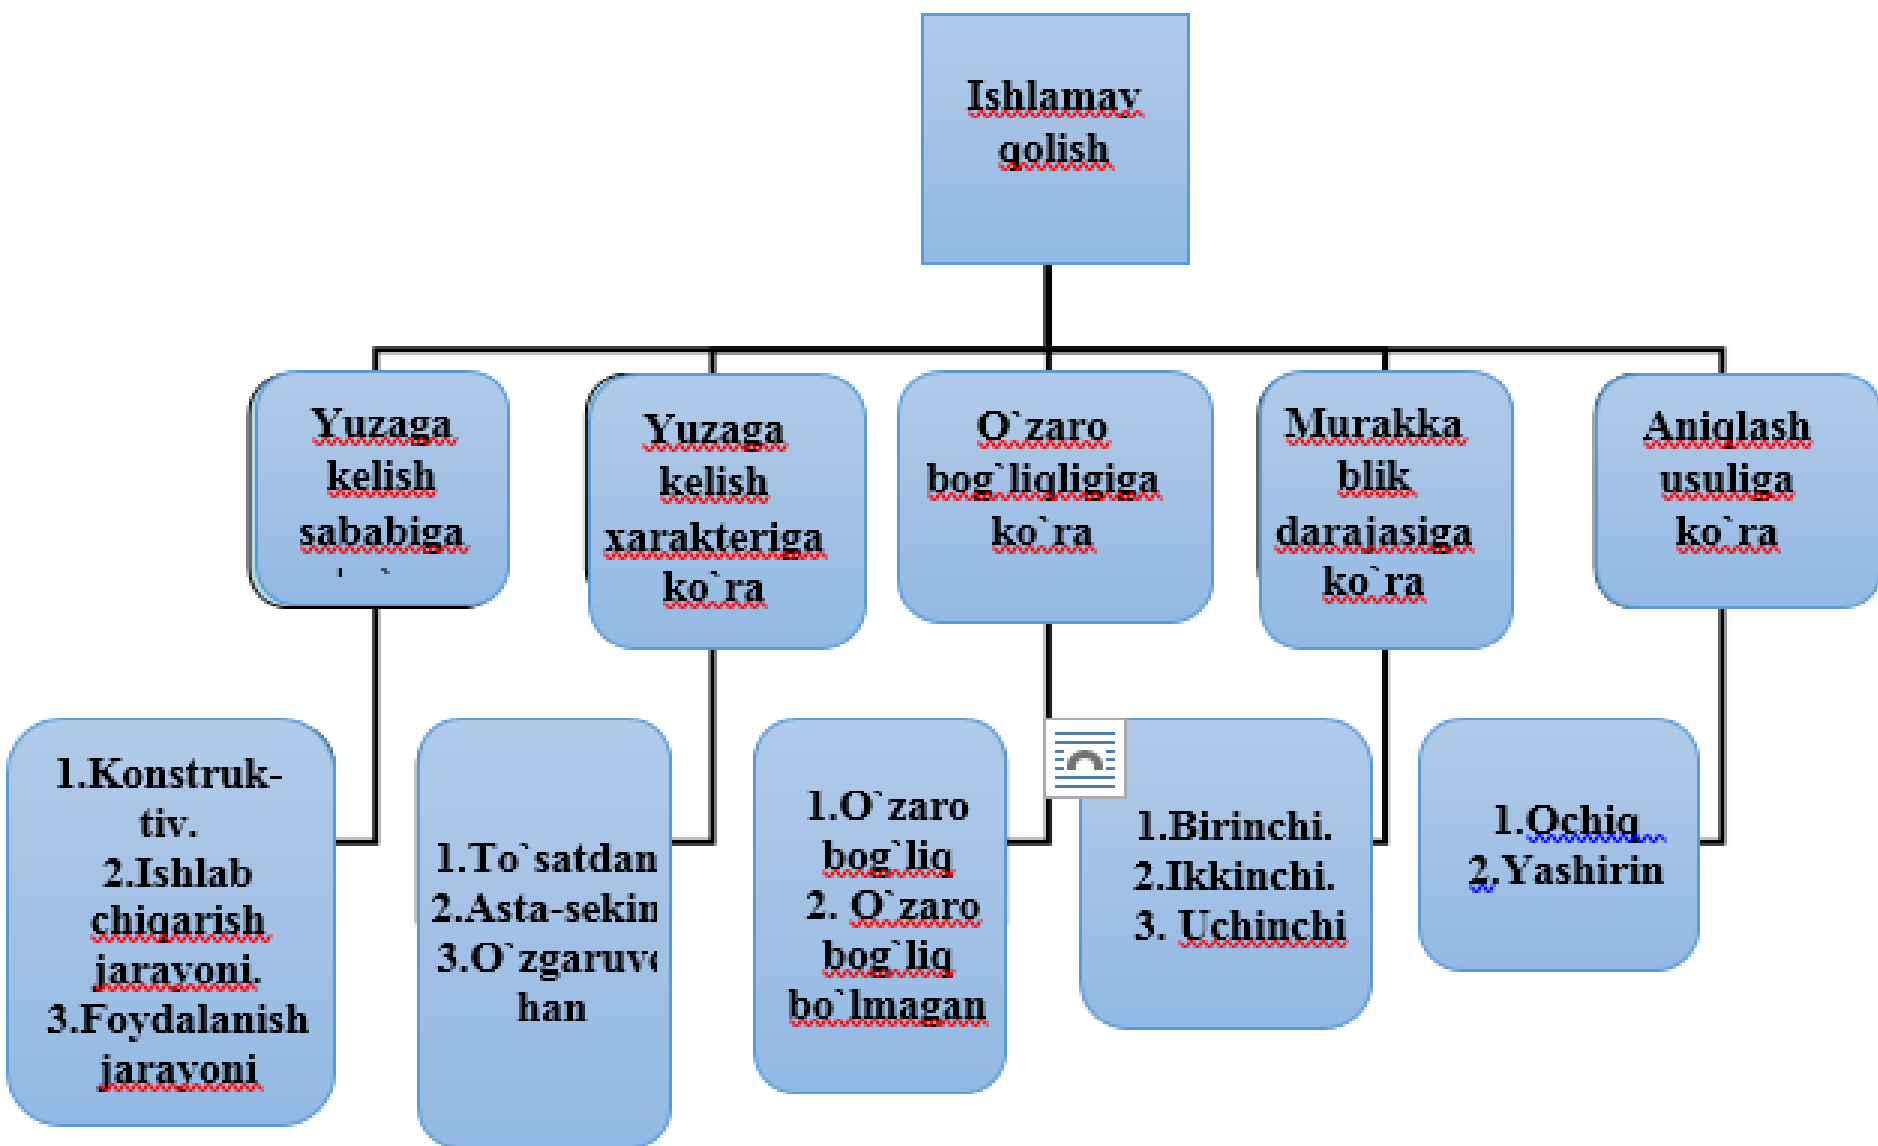 Ishlamay
qolish
Yuzaga
kelish
sababiga
Yuzaga
kelish
xarakteriga
ko`ra
O`zaro
bog`liqligiga
ko`ra
Murakka
blik
darajasiga
ko`ra
Aniqlash
usuliga
ko`ra
1.Konstruk-
tiv.
2.Ishlab
chiqarish
jarayoni.
3.Foydalanish
jarayoni
1.To`satdan
2.Asta-sekin
3.O`zgaruvc
han
1.O`zaro
bog`liq
2. O`zaro
bog`liq
bo`lmagan
1.Birinchi.
2.Ikkinchi.
3. Uchinchi
1.Ochiq
2.Yashirin